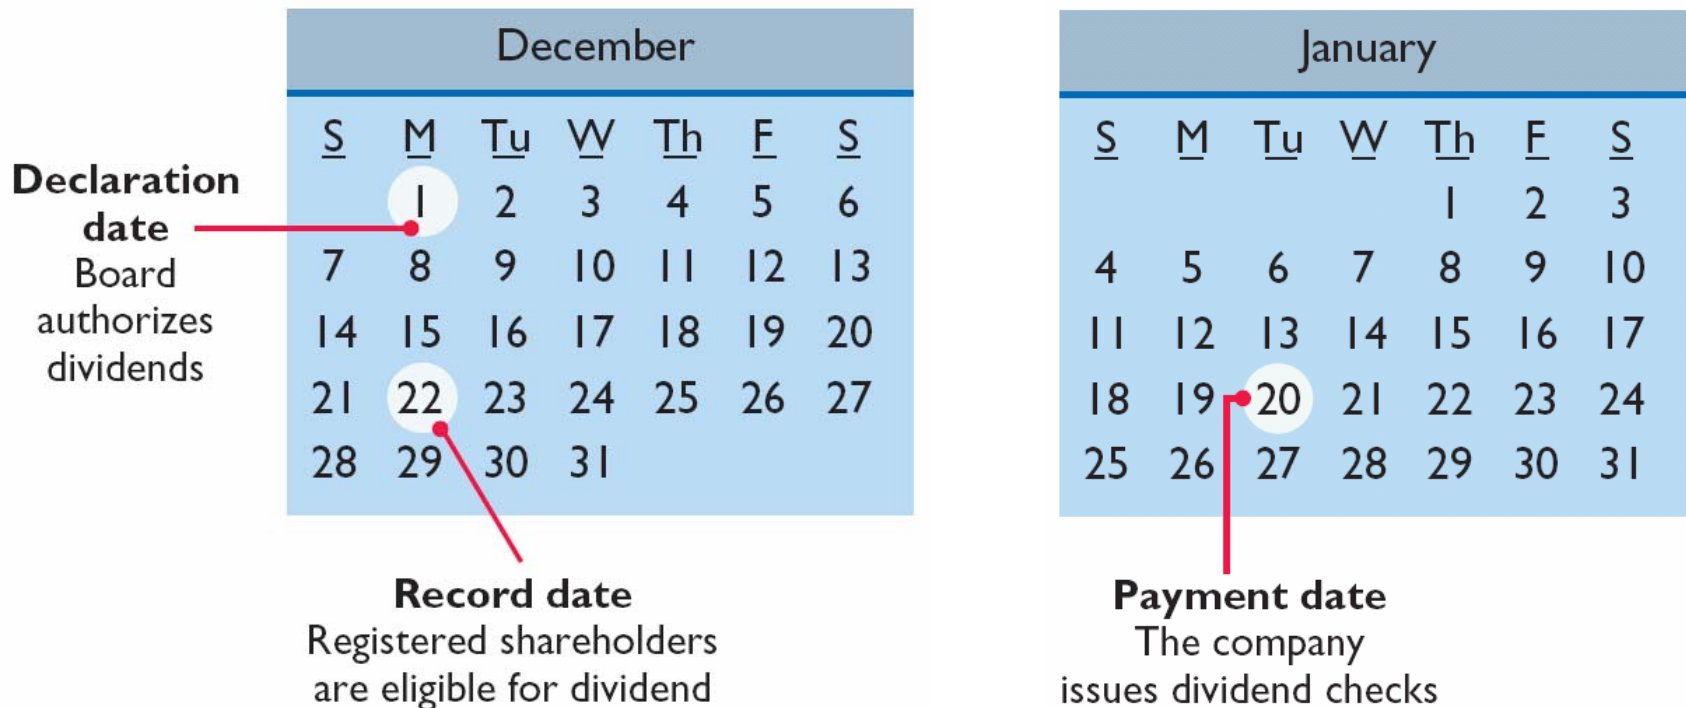 December
S M Tu W Th F S
1 2 3 4 5 6
7 8 9 10 11 12 13
14 15 16 17 18 19 20
21 22 23 24 25 26 27
28 29 30 31
Declaration
date
Board
authorizes
dividends
Record date
Registered shareholders
are eligible for dividend
January
S M Tu W Th F S
1 2 3
4 5 6 7 8 9 10
11 12 13 14 15 16 17
18 19 20 21 22 23 24
25 26 27 28 29 30 31
Payment date
The company
issues dividend checks